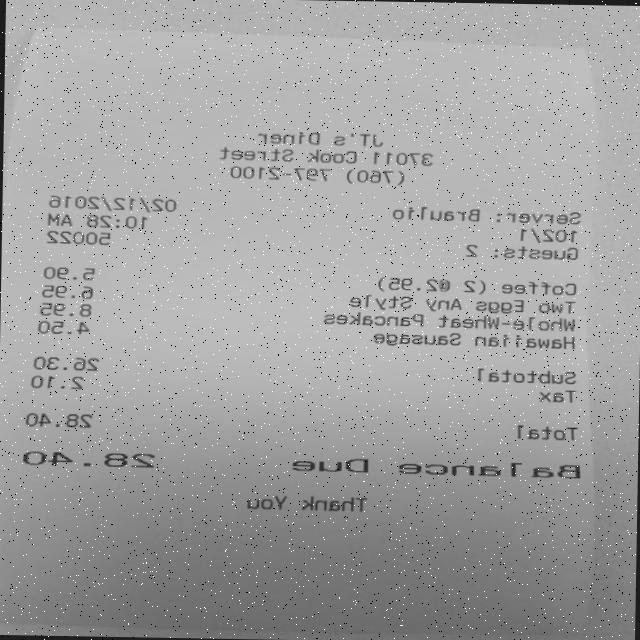 JT's Diner
37011 Cook Street
(760) 797-2100
Server: Braulio 02/12/2016
102/1 10:26 AM
Guests: 2 50022
Coffee (2 @2.95) 5.90
Two Eggs Any Style 6.95
Whole-Wheat Pancakes 8.95
Hawaiian Sausage 4.50
Subtotal 26.30
Tax 2.10
Total 28.40
Balance Due 28.40
Thank You